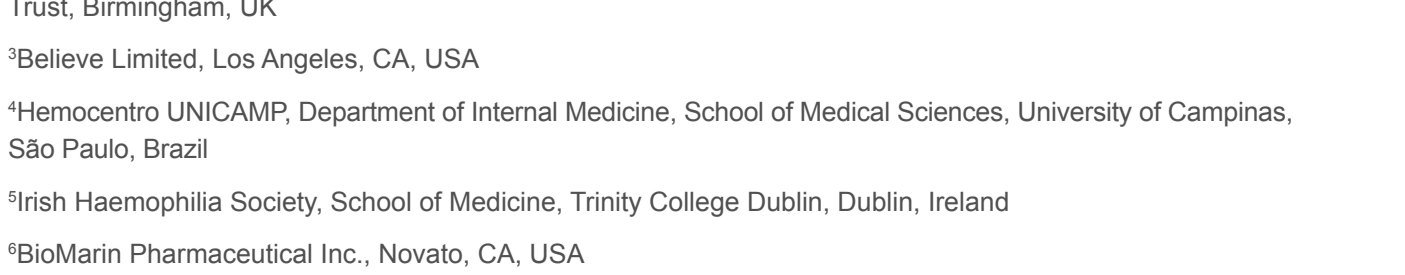 Trust, Birmingham, UK
³Believe Limited, Los Angeles, CA, USA
⁴Hemocentro UNICAMP, Department of Internal Medicine, School of Medical Sciences, University of Campinas,
São Paulo, Brazil
⁵Irish Haemophilia Society, School of Medicine, Trinity College Dublin, Dublin, Ireland
⁶BioMarin Pharmaceutical Inc., Novato, CA, USA